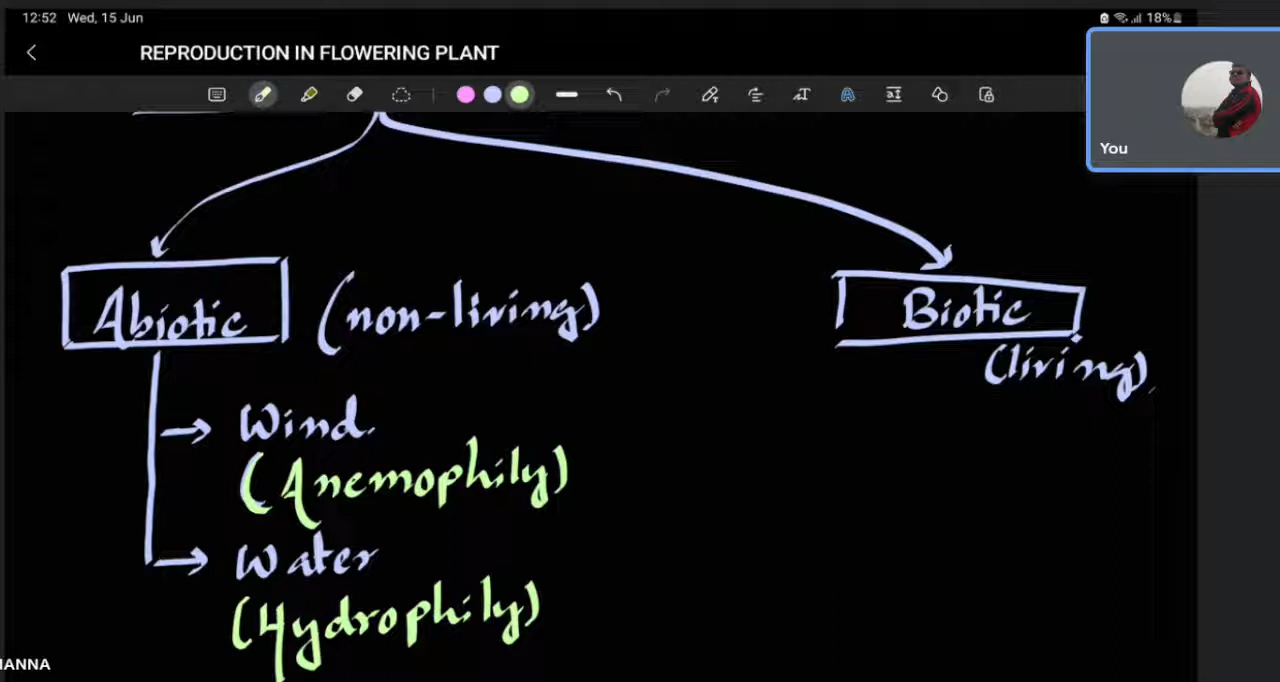 12:52 Wed, 15 Jun
18%
REPRODUCTION IN FLOWERING PLANT
You
Abiotic (non-living)
Biotic
(living)
→ Wind.
(Anemophily)
→ Water
(Hydrophily)
IANNA